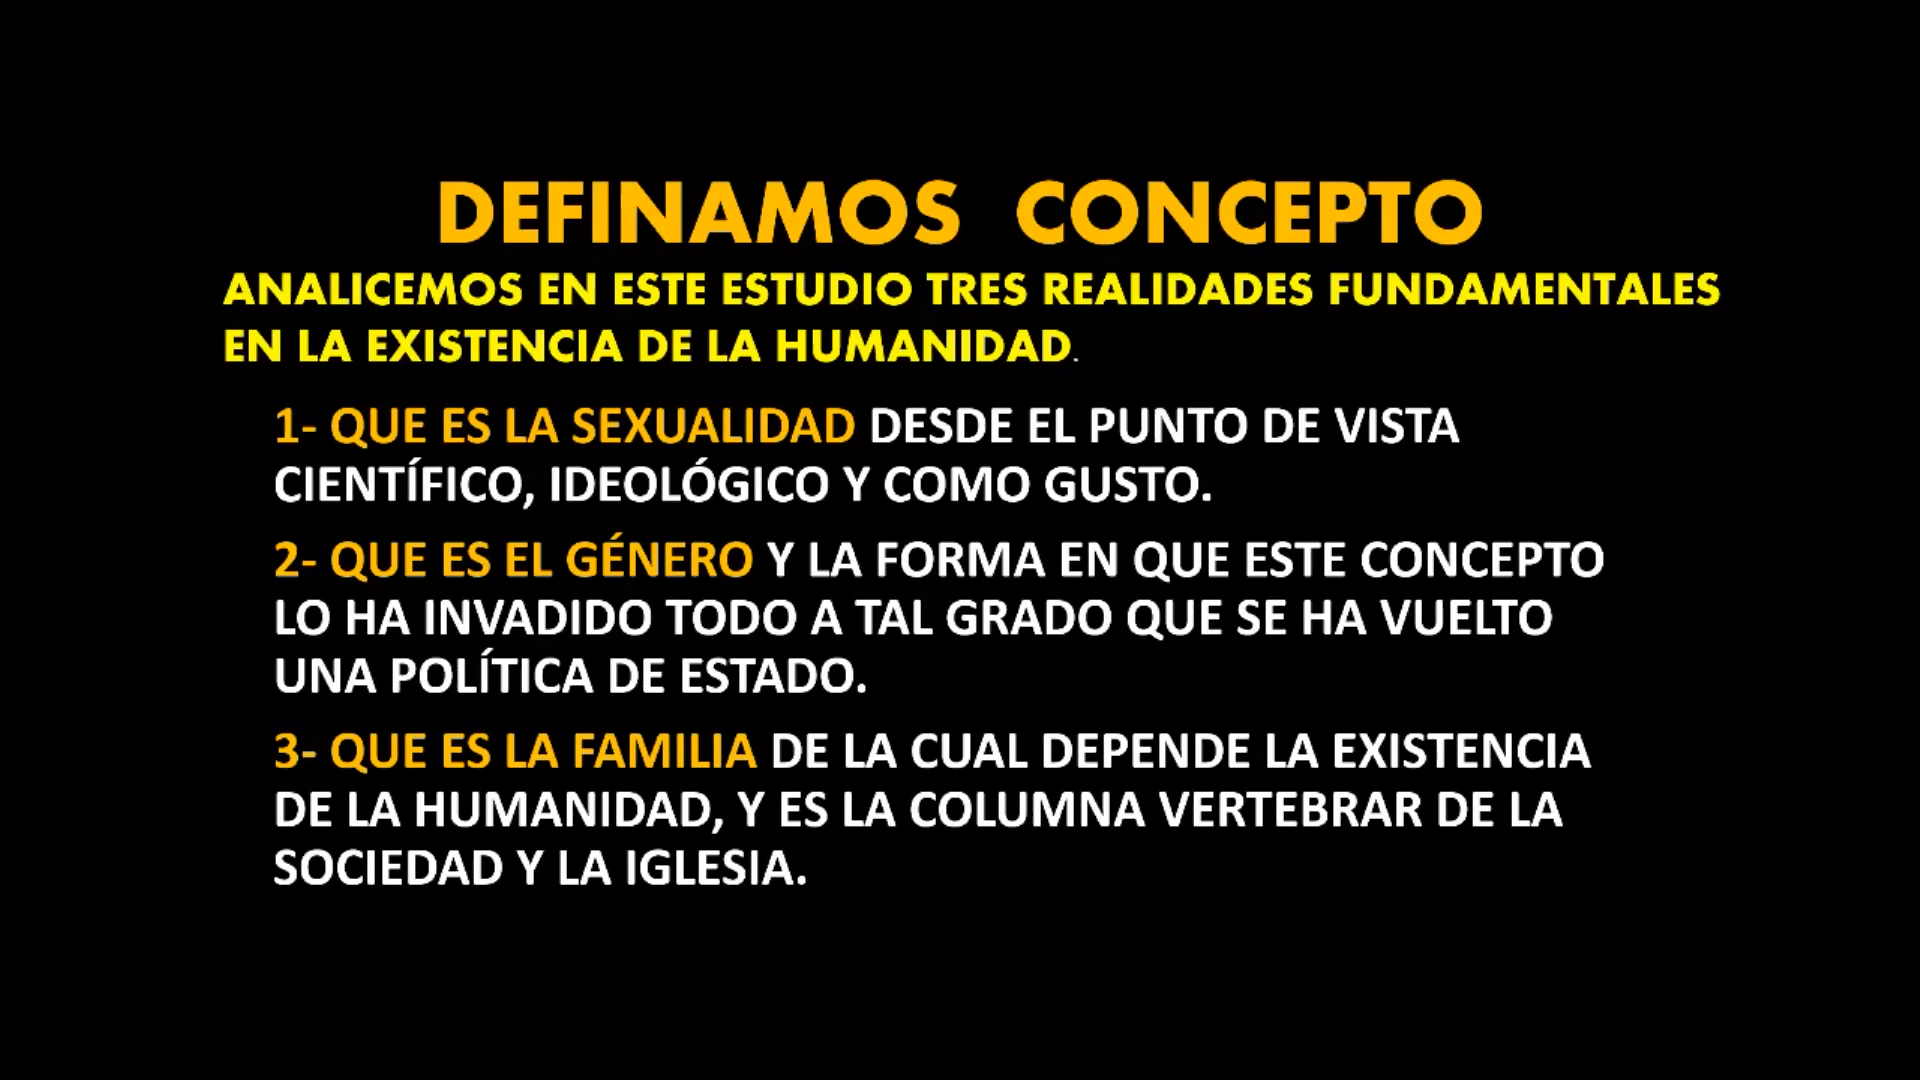 DEFINAMOS CONCEPTO
ANALICEMOS EN ESTE ESTUDIO TRES REALIDADES FUNDAMENTALES
EN LA EXISTENCIA DE LA HUMANIDAD.
1- QUE ES LA SEXUALIDAD DESDE EL PUNTO DE VISTA
CIENTÍFICO, IDEOLÓGICO Y COMO GUSTO.
2- QUE ES EL GÉNERO Y LA FORMA EN QUE ESTE CONCEPTO
LO HA INVADIDO TODO A TAL GRADO QUE SE HA VUELTO
UNA POLÍTICA DE ESTADO.
3- QUE ES LA FAMILIA DE LA CUAL DEPENDE LA EXISTENCIA
DE LA HUMANIDAD, Y ES LA COLUMNA VERTEBRAR DE LA
SOCIEDAD Y LA IGLESIA.